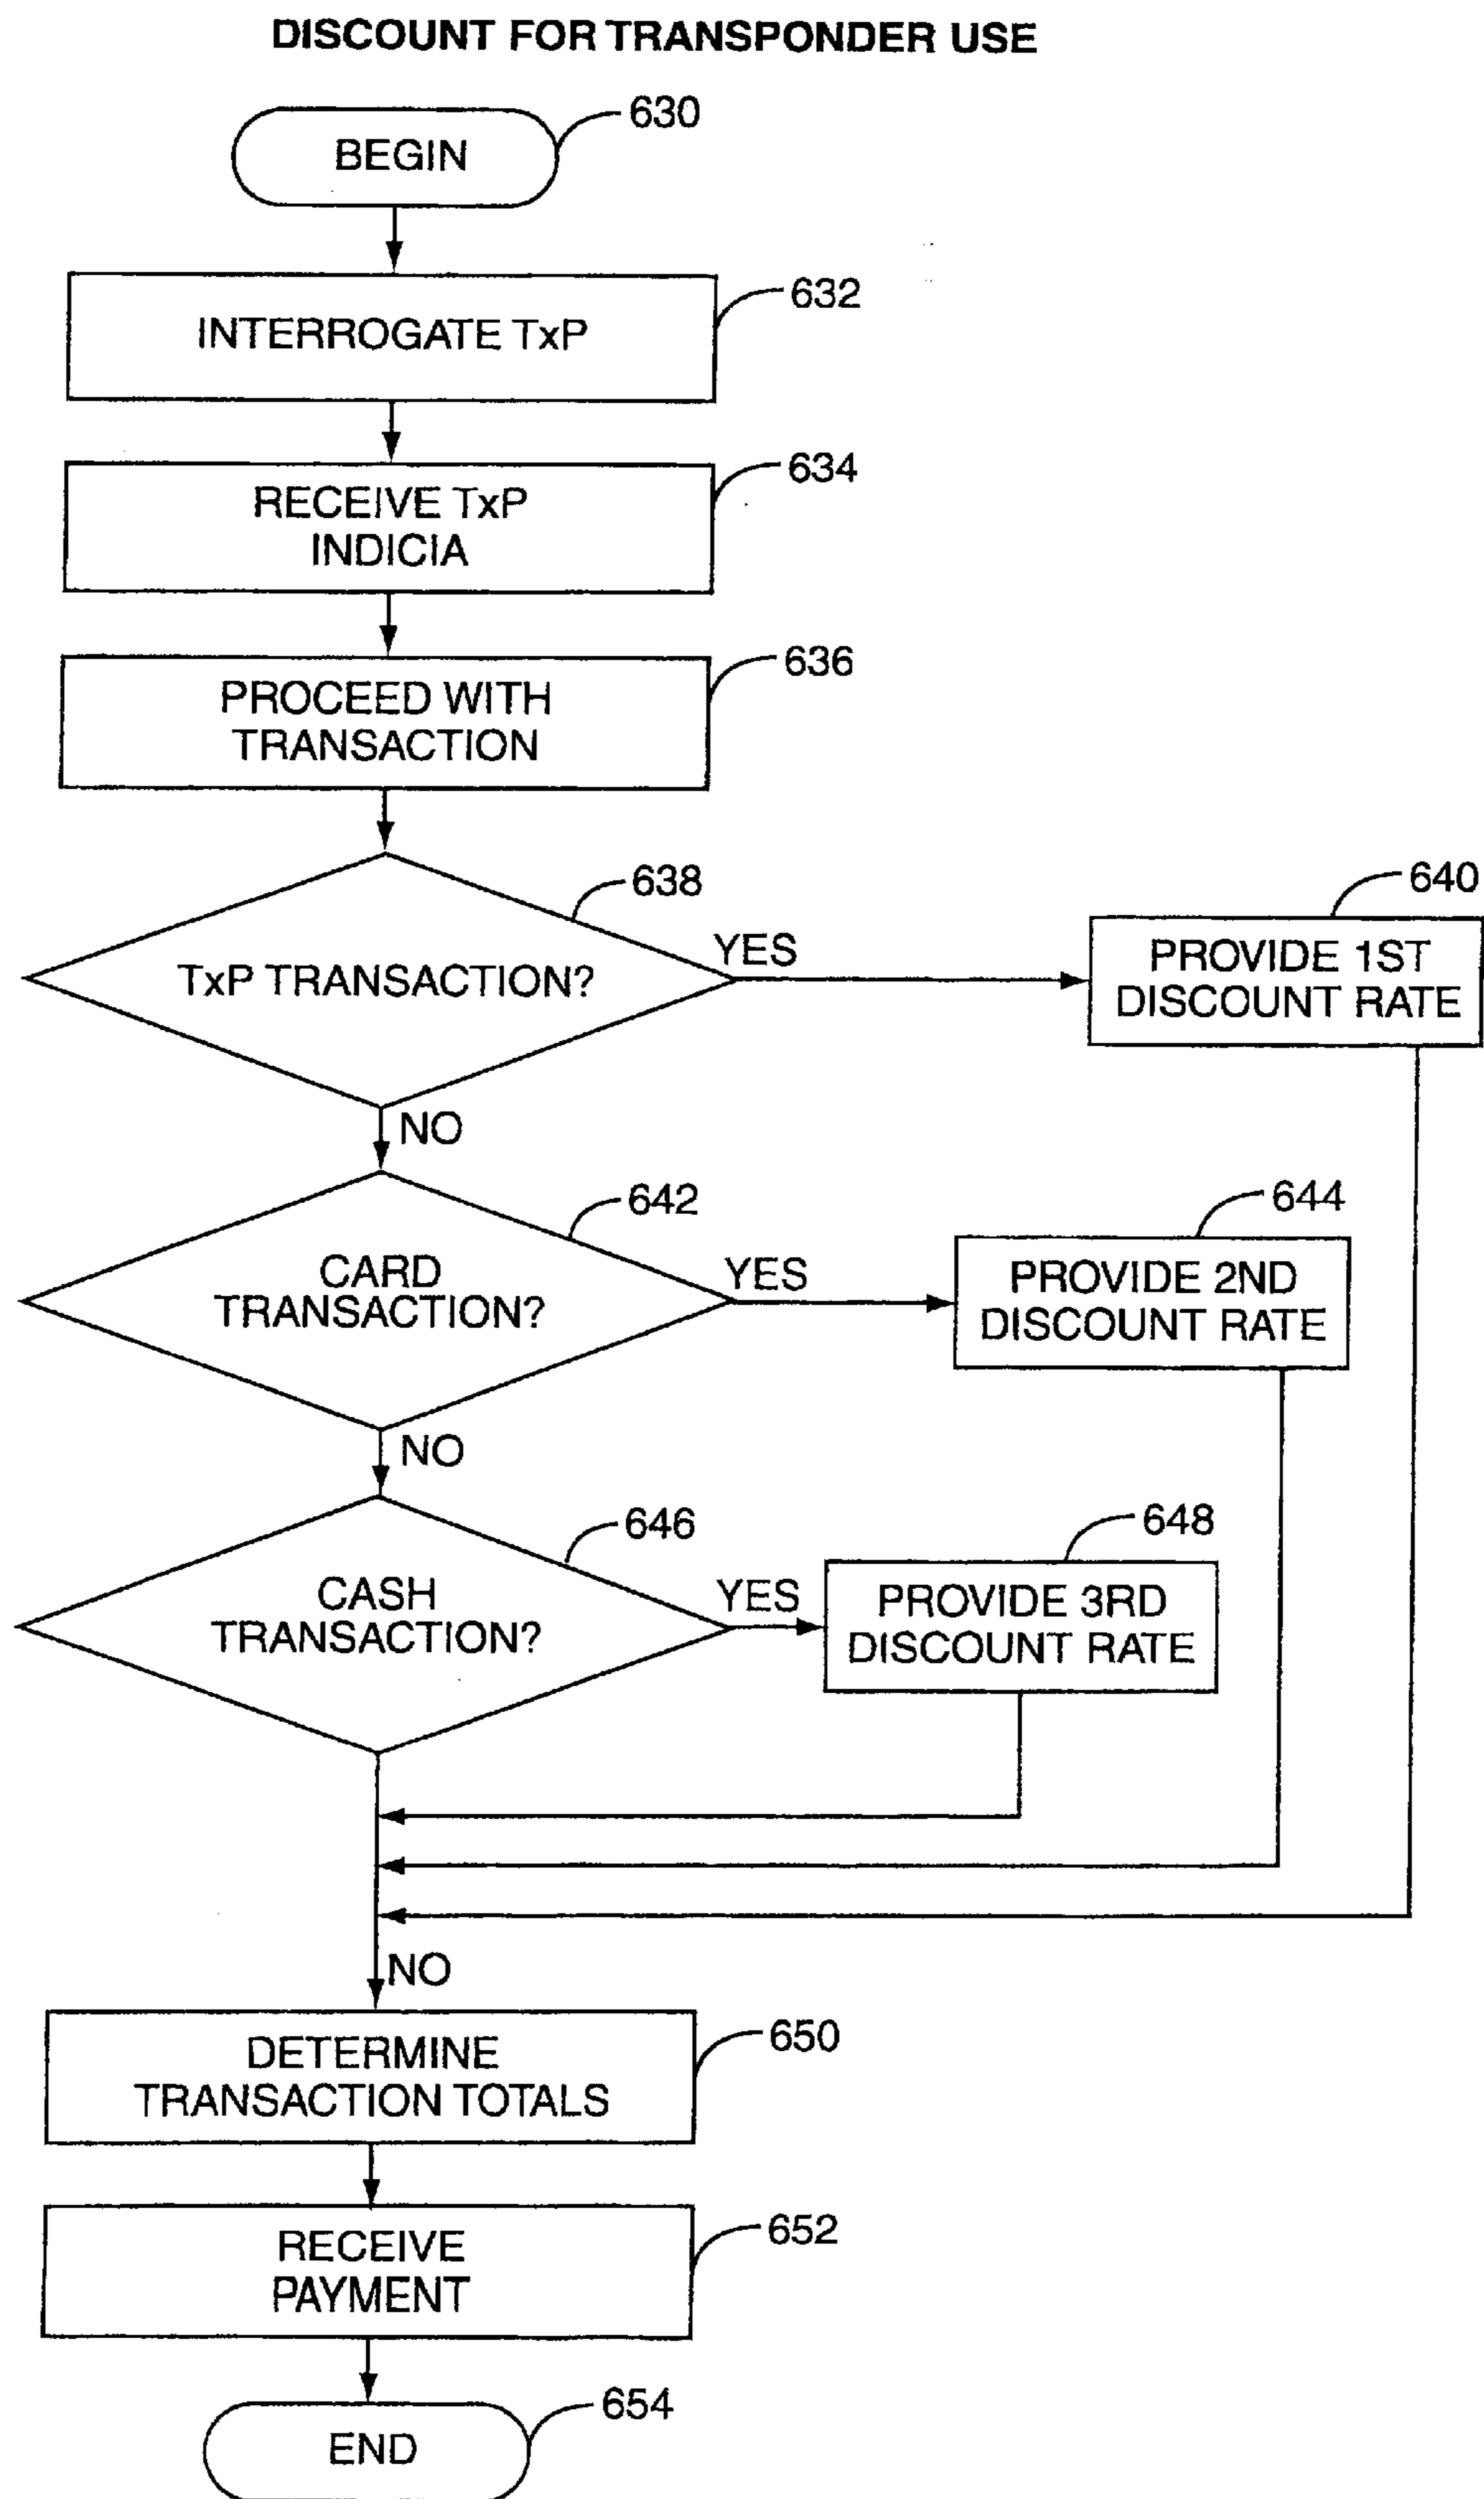 DISCOUNT FOR TRANSPONDER USE
630
BEGIN
632
INTERROGATE TxP
634
RECEIVE TxP
INDICIA
636
PROCEED WITH
TRANSACTION
638
TxP TRANSACTION?
YES
640
PROVIDE 1ST
DISCOUNT RATE
NO
642
CARD
TRANSACTION?
YES
644
PROVIDE 2ND
DISCOUNT RATE
NO
646
CASH
TRANSACTION?
YES
648
PROVIDE 3RD
DISCOUNT RATE
NO
650
DETERMINE
TRANSACTION TOTALS
652
RECEIVE
PAYMENT
654
END